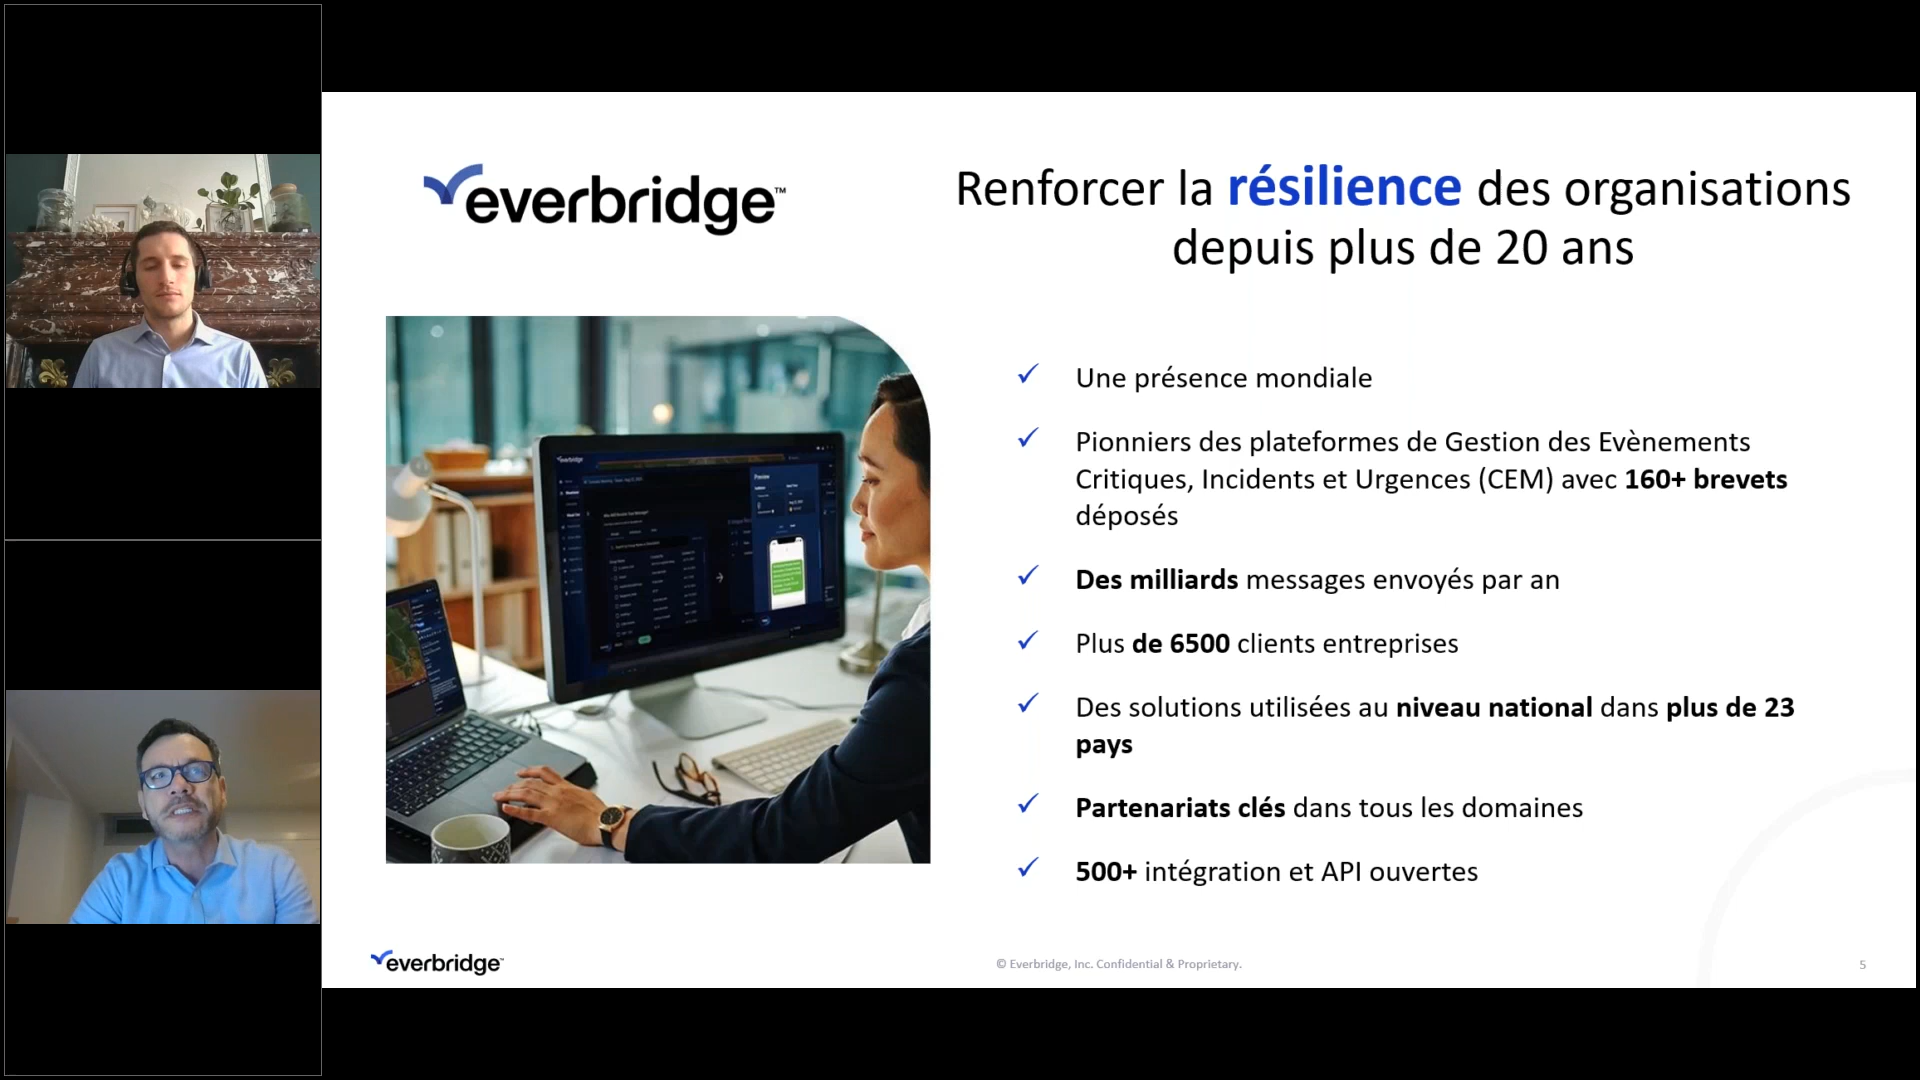 everbridge™
Renforcer la résilience des organisations
depuis plus de 20 ans
everbridge
Preview
✓ Une présence mondiale
✓ Pionniers des plateformes de Gestion des Evènements
Critiques, Incidents et Urgences (CEM) avec 160+ brevets
déposés
✓ Des milliards messages envoyés par an
✓ Plus de 6500 clients entreprises
✓ Des solutions utilisées au niveau national dans plus de 23
pays
✓ Partenariats clés dans tous les domaines
✓ 500+ intégration et API ouvertes
everbridge™
© Everbridge, Inc. Confidential & Proprietary.
5